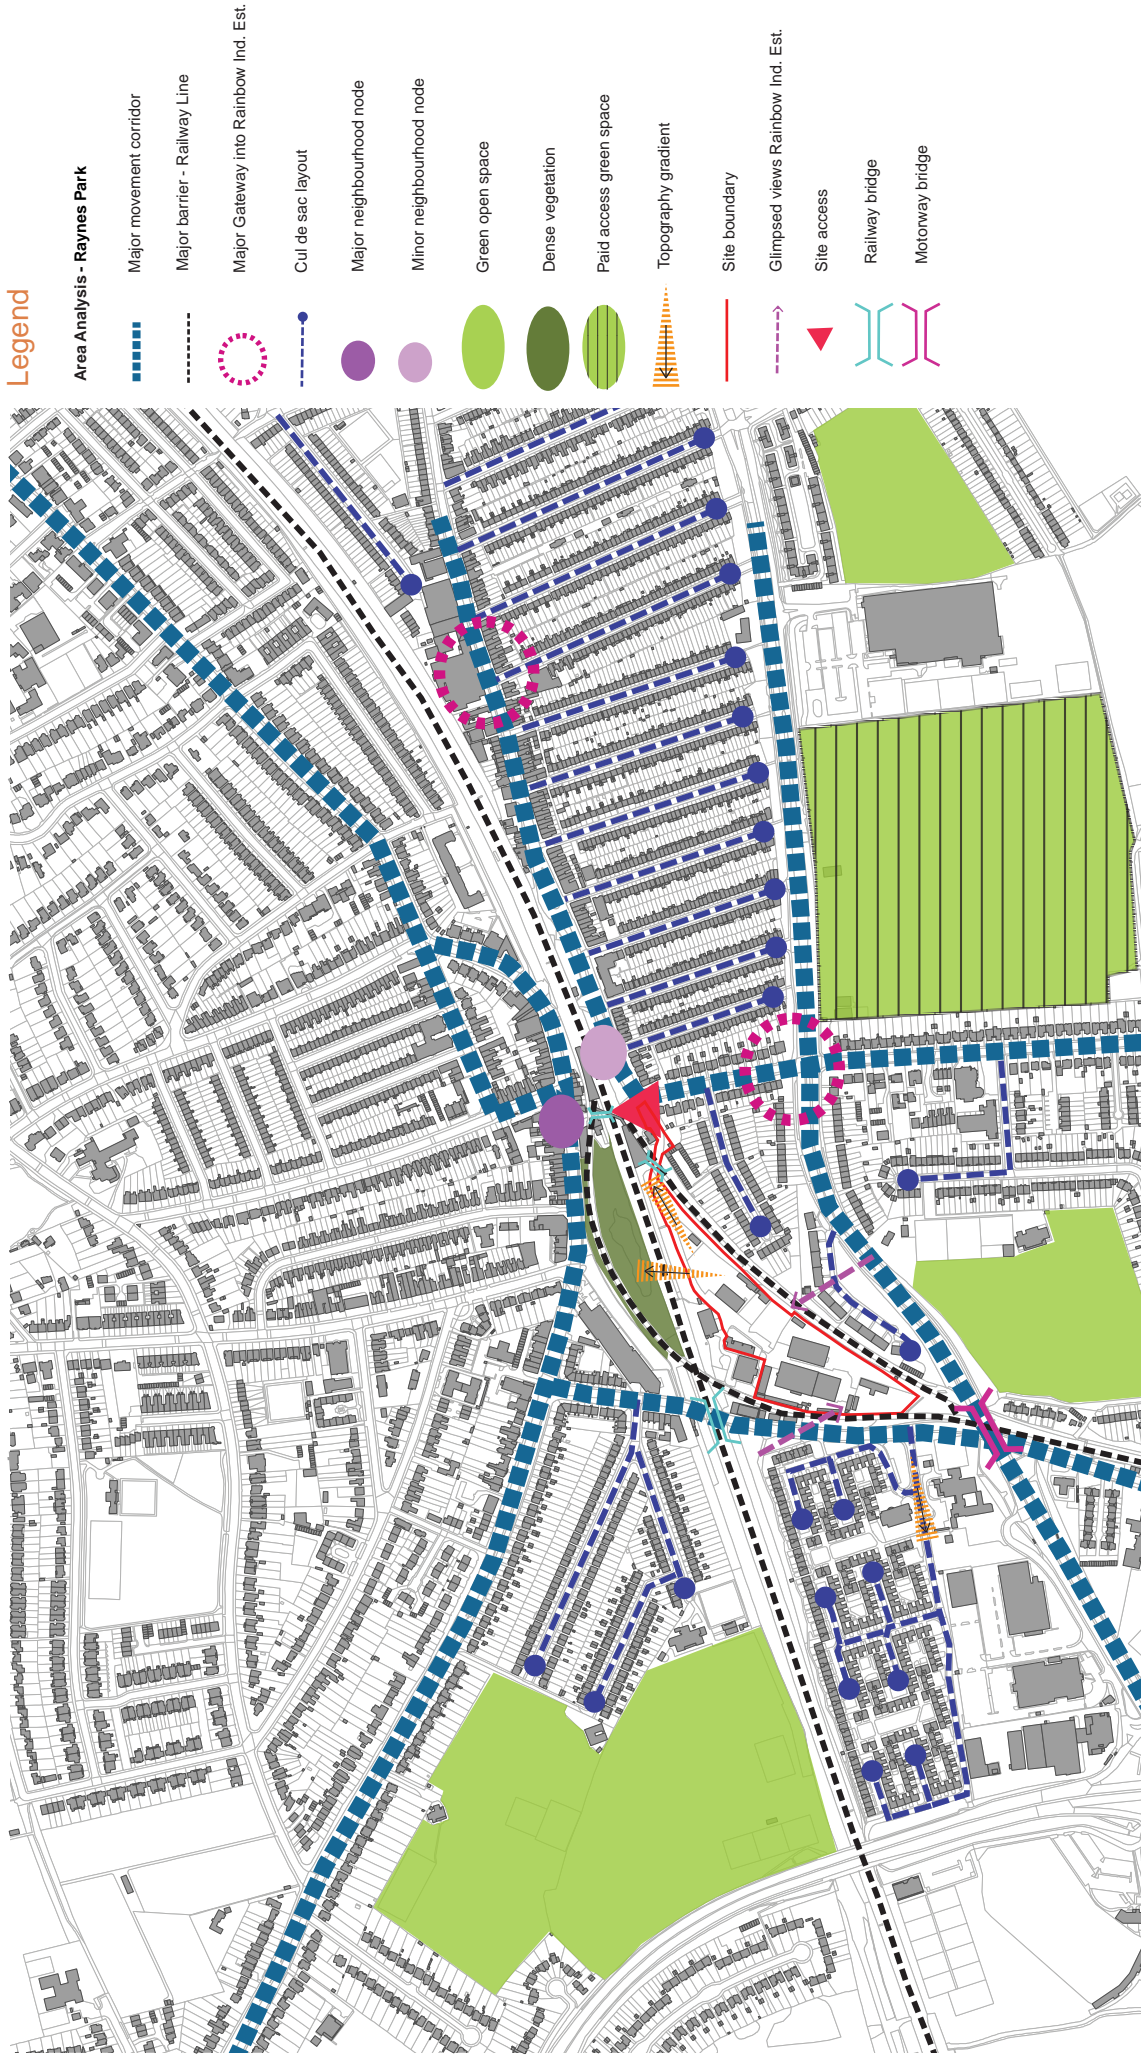 Legend
Area Analysis - Raynes Park
Major movement corridor
Major barrier - Railway Line
Major Gateway into Rainbow Ind. Est.
Cul de sac layout
Major neighbourhood node
Minor neighbourhood node
Green open space
Dense vegetation
Paid access green space
Topography gradient
Site boundary
Glimpsed views Rainbow Ind. Est.
Site access
Railway bridge
Motorway bridge